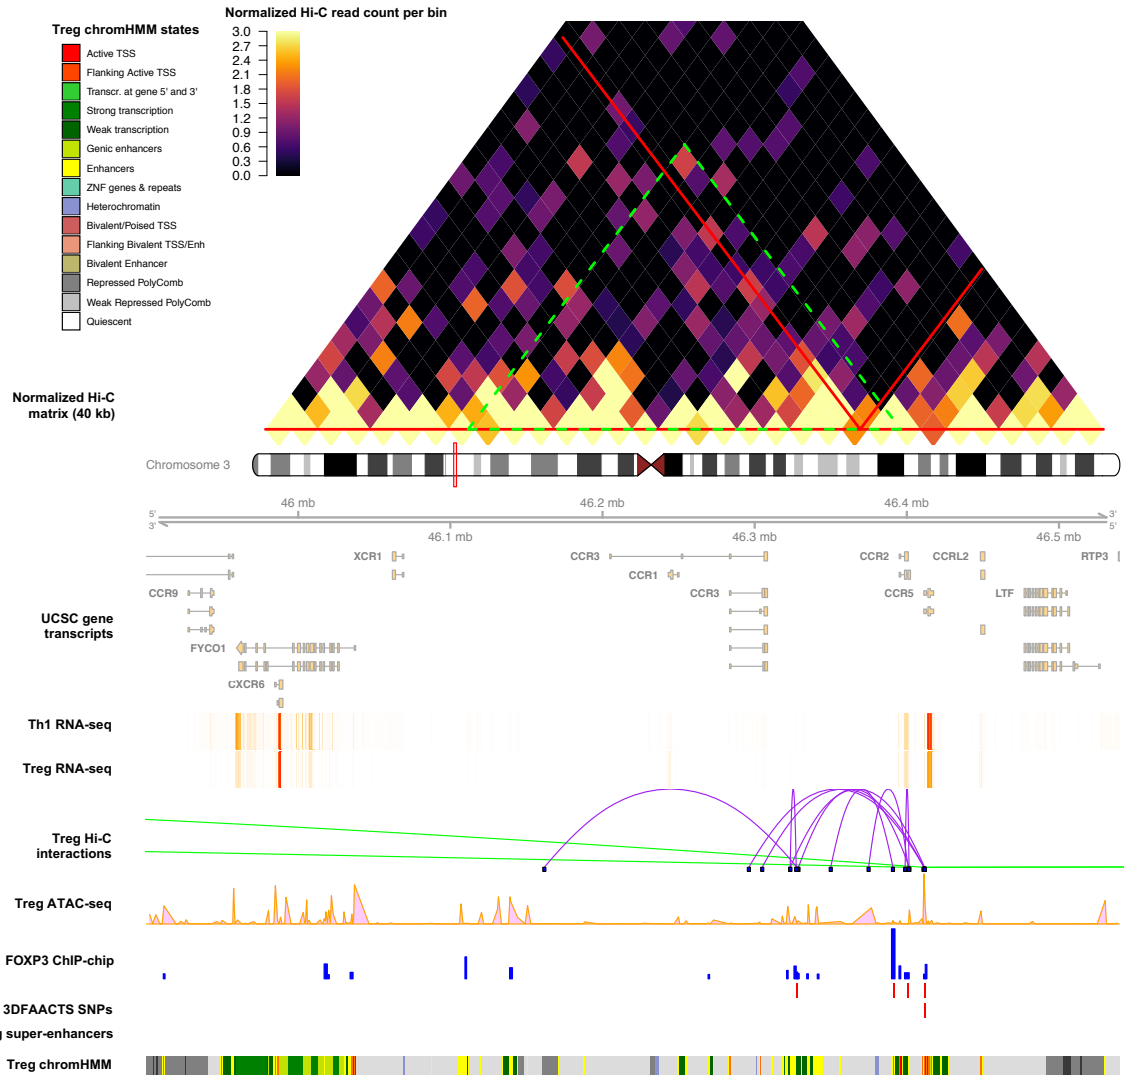 Normalized Hi-C read count per bin
Treg chromHMM states
Active TSS
Flanking Active TSS
Transcr. at gene 5' and 3'
Strong transcription
Weak transcription
Genic enhancers
Enhancers
ZNF genes & repeats
Heterochromatin
Bivalent/Poised TSS
Flanking Bivalent TSS/Enh
Bivalent Enhancer
Repressed PolyComb
Weak Repressed PolyComb
Quiescent
3.0
2.7
2.4
2.1
1.8
1.5
1.2
0.9
0.6
0.3
0.0
Normalized Hi-C
matrix (40 kb)
Chromosome 3
46 mb 46.2 mb 46.4 mb
5' 3'
3' 5'
46.1 mb 46.3 mb 46.5 mb
XCR1 CCR3 CCR2 CCRL2 RTP3
CCR1
CCR9 CCR3 CCR5 LTF
UCSC gene
transcripts
FYCO1
CXCR6
Th1 RNA-seq
Treg RNA-seq
Treg Hi-C
interactions
Treg ATAC-seq
FOXP3 ChIP-chip
3DFAACTS SNPs
super-enhancers
Treg chromHMM